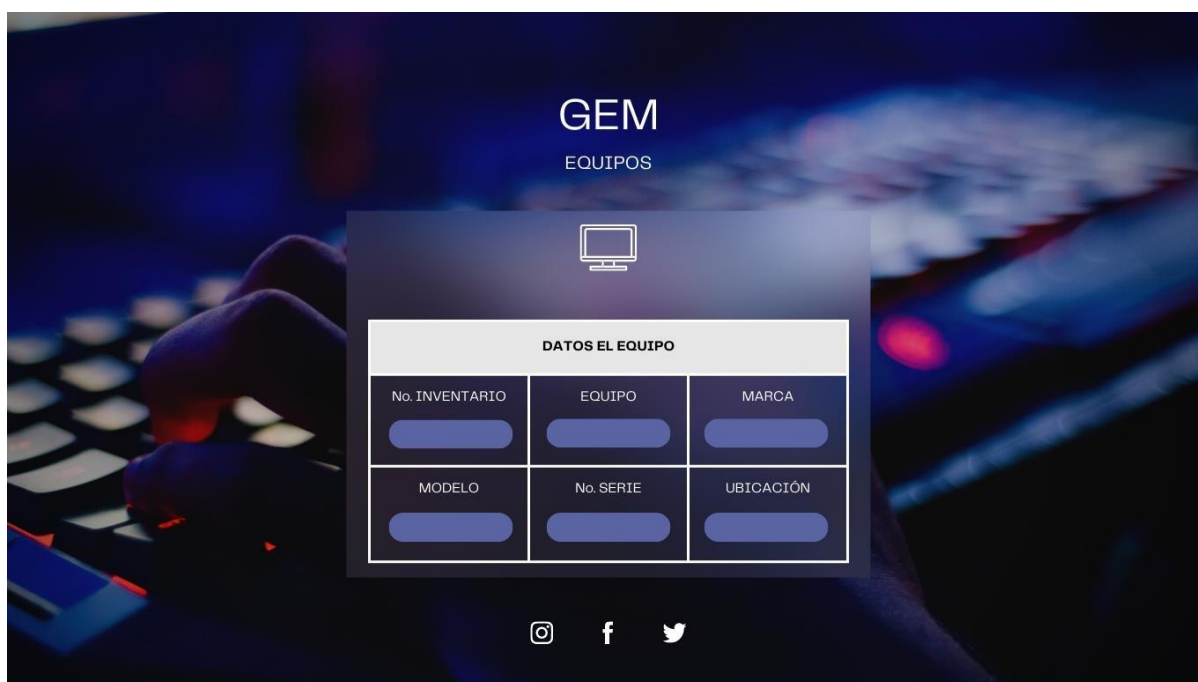 GEM
EQUIPOS
DATOS EL EQUIPO
No. INVENTARIO EQUIPO MARCA
MODELO No. SERIE UBICACIÓN